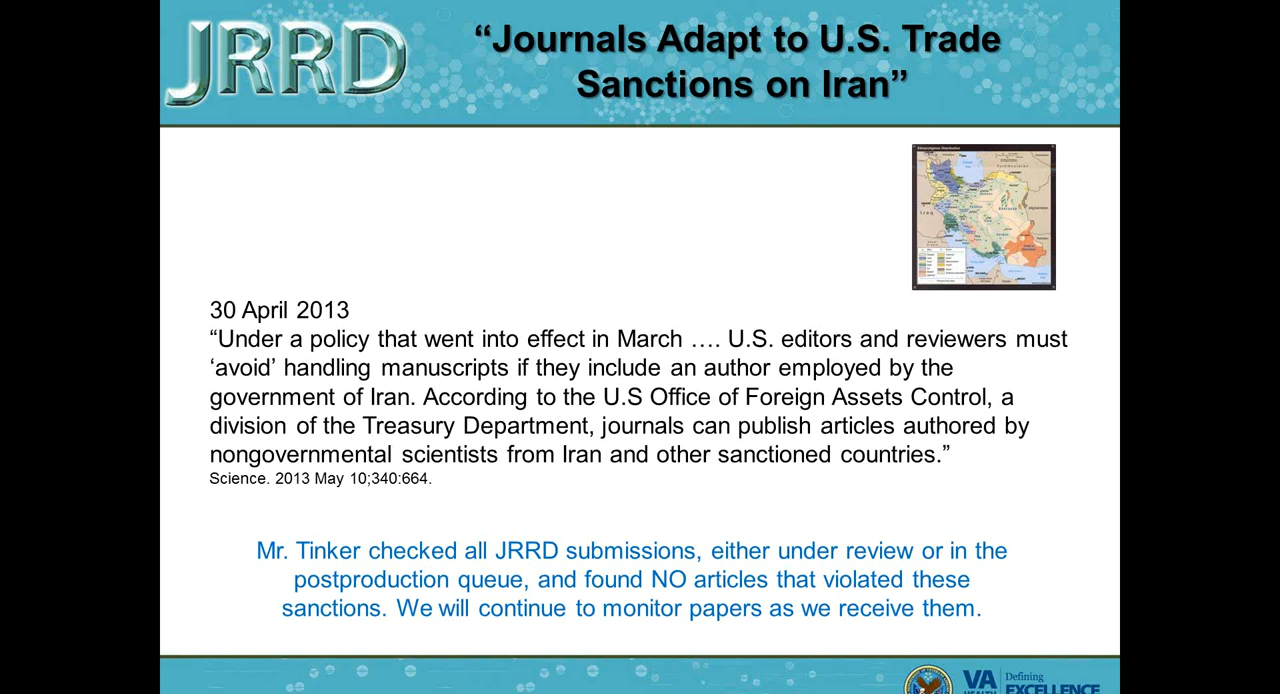 JRRD
“Journals Adapt to U.S. Trade
Sanctions on Iran”
30 April 2013
“Under a policy that went into effect in March …. U.S. editors and reviewers must
‘avoid’ handling manuscripts if they include an author employed by the
government of Iran. According to the U.S Office of Foreign Assets Control, a
division of the Treasury Department, journals can publish articles authored by
nongovernmental scientists from Iran and other sanctioned countries.”
Science. 2013 May 10;340:664.
Mr. Tinker checked all JRRD submissions, either under review or in the
postproduction queue, and found NO articles that violated these
sanctions. We will continue to monitor papers as we receive them.
VA
HEALTH
Defining
EXCELLENCE